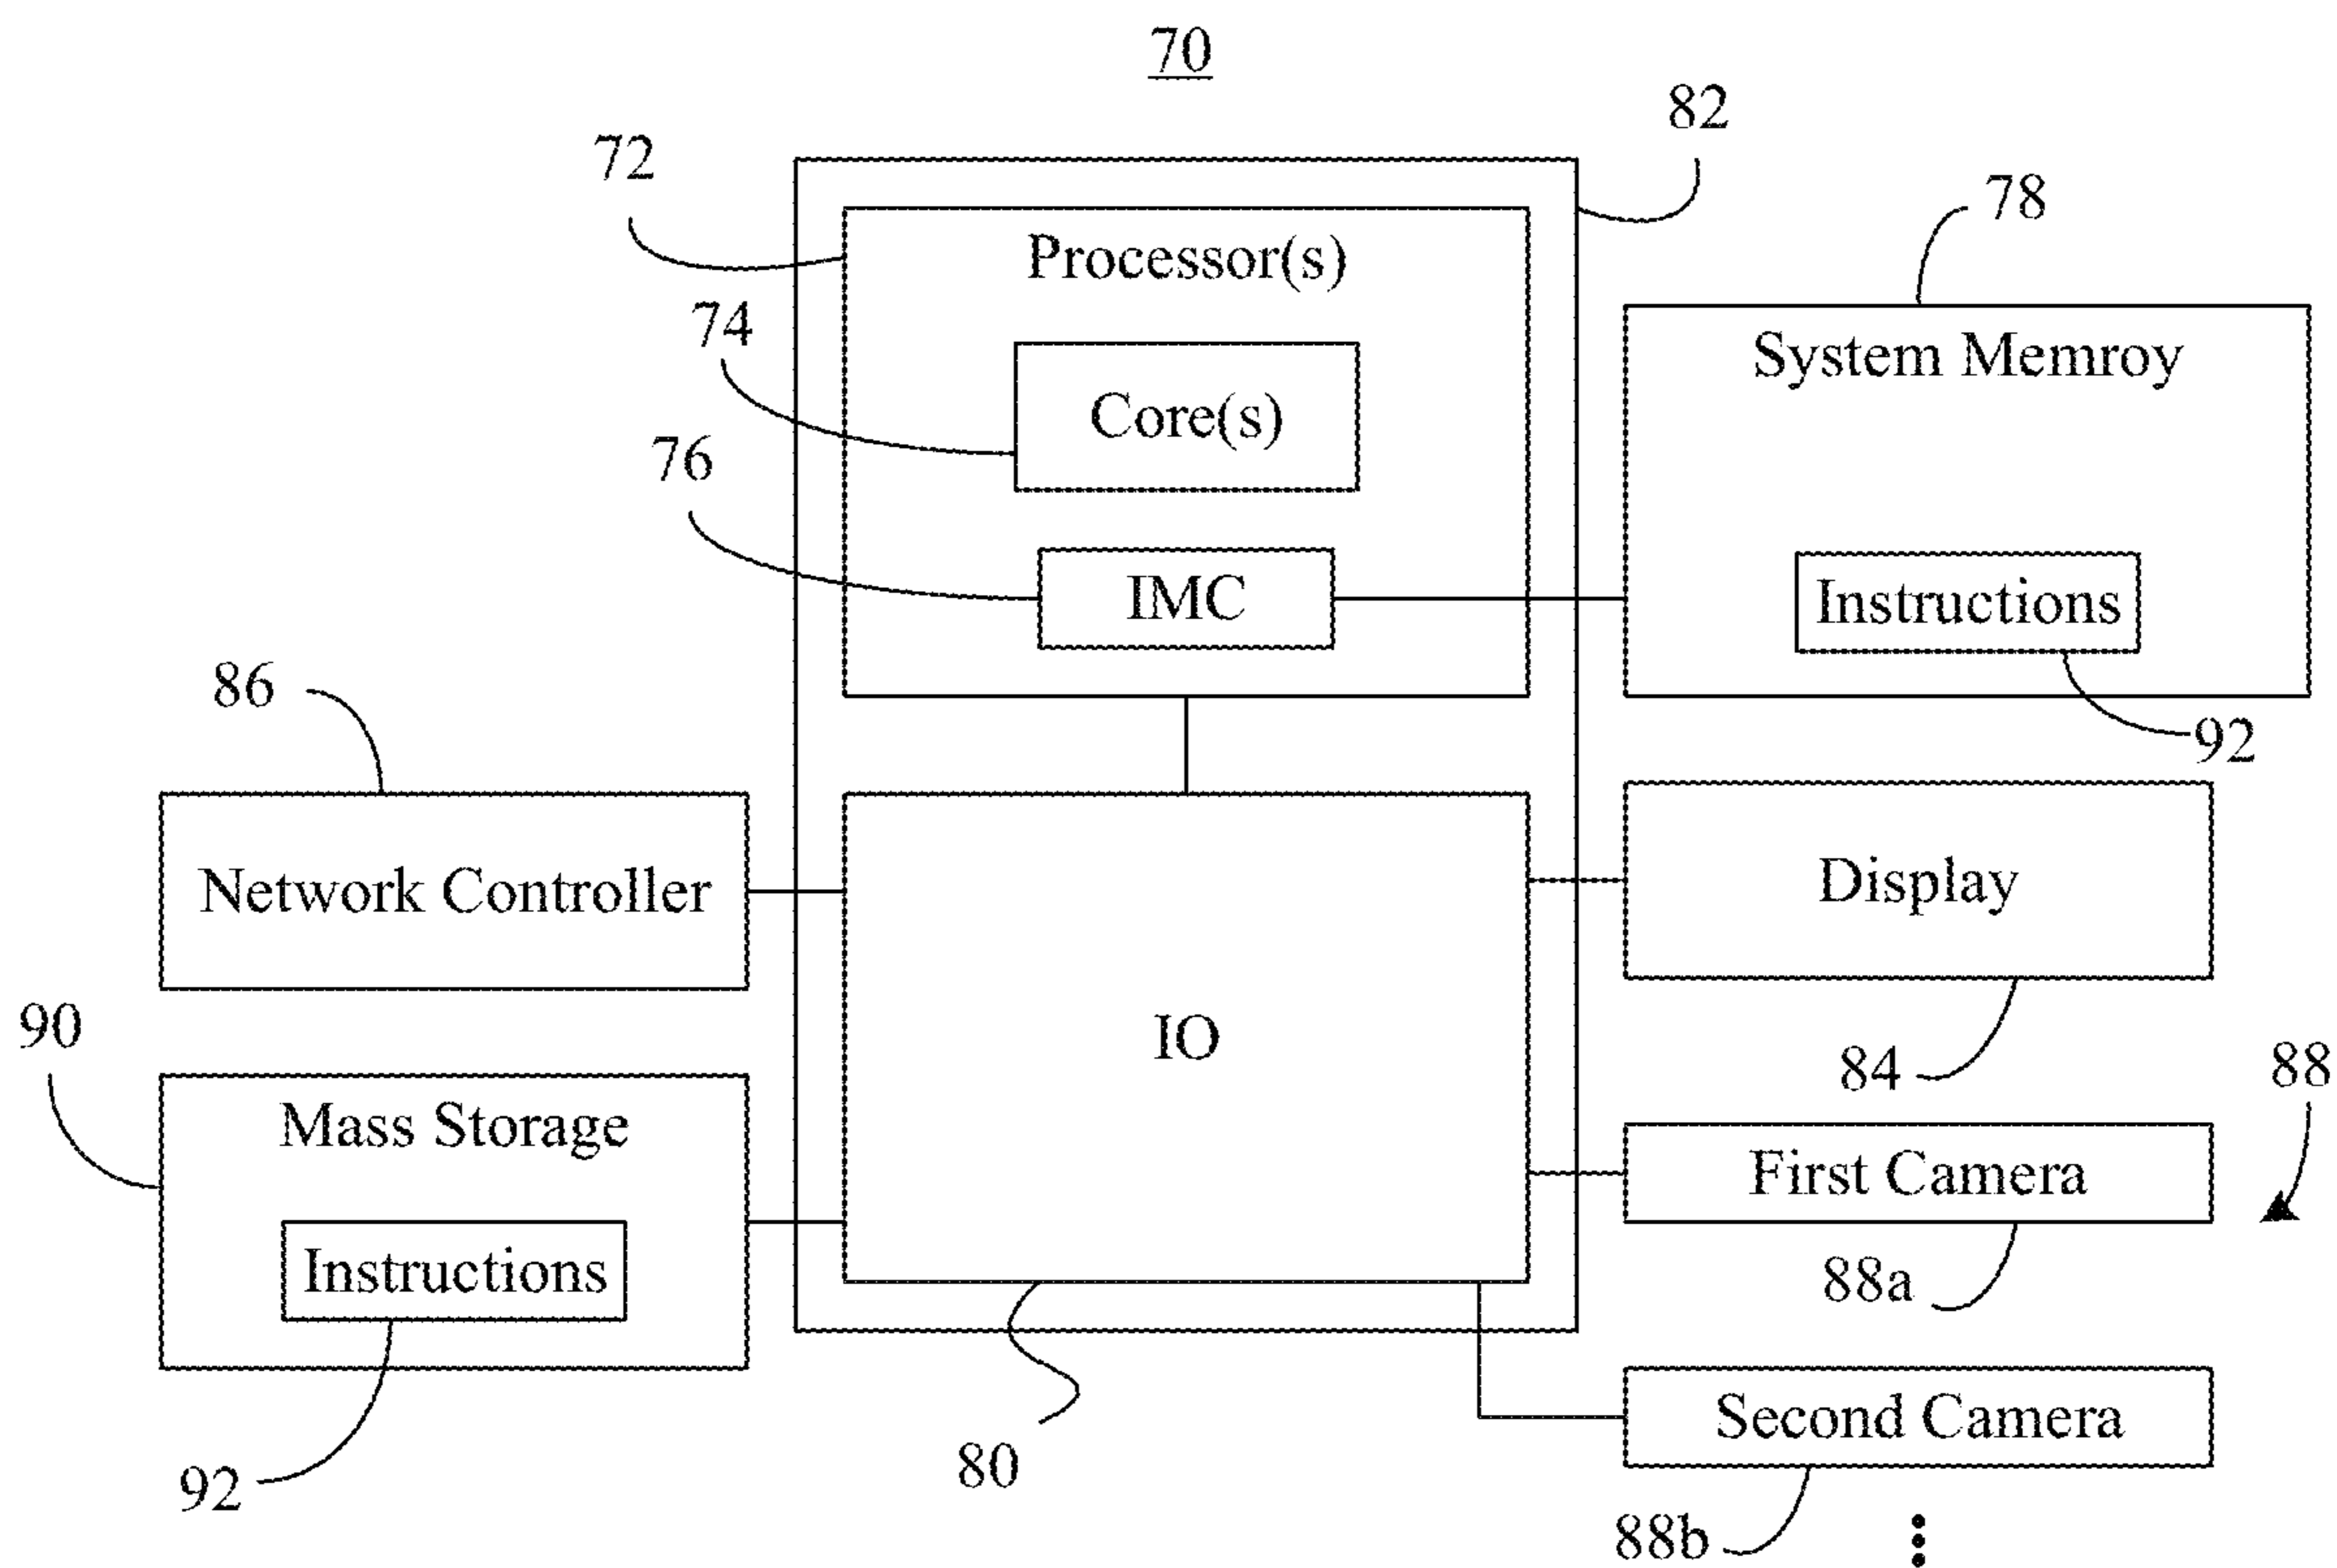 70
82
72
78
Processor(s)
74
System Memroy
Core(s)
76
IMC
Instructions
86
92
Network Controller
Display
90
IO
84
88
Mass Storage
First Camera
Instructions
88a
Second Camera
80
92
88b